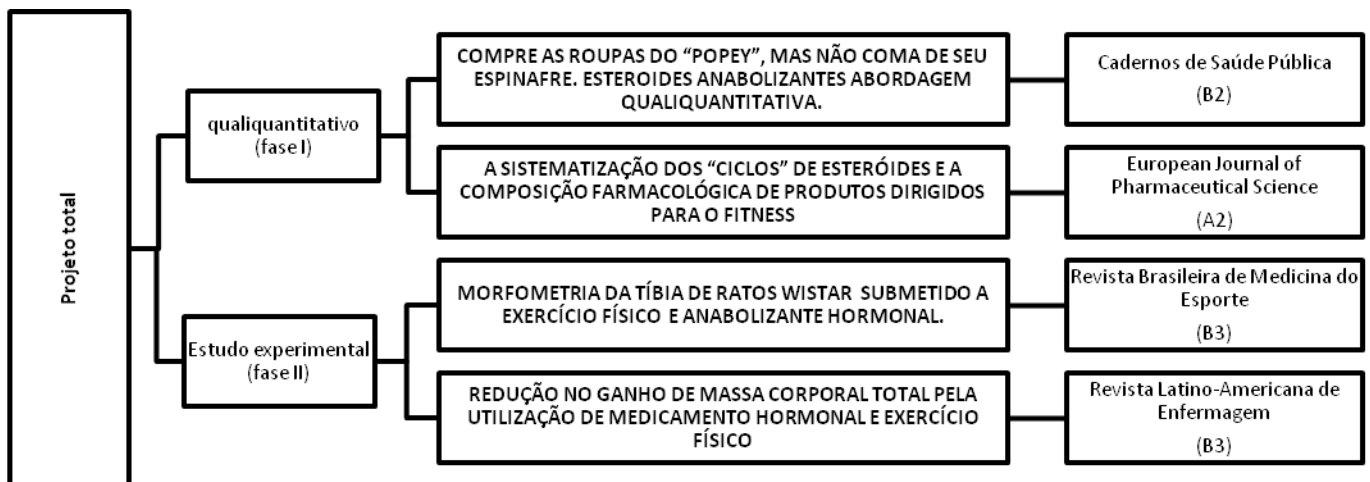 Projeto total
qualiquantitativo
(fase I)
COMPRE AS ROUPAS DO “POPEY”, MAS NÃO COMA DE SEU
ESPINAFRE. ESTEROIDES ANABOLIZANTES ABORDAGEM
QUALIQUANTITATIVA.
Cadernos de Saúde Pública
(B2)
A SISTEMATIZAÇÃO DOS “CICLOS” DE ESTERÓIDES E A
COMPOSIÇÃO FARMACOLÓGICA DE PRODUTOS DIRIGIDOS
PARA O FITNESS
European Journal of
Pharmaceutical Science
(A2)
Estudo experimental
(fase II)
MORFOMETRIA DA TÍBIA DE RATOS WISTAR SUBMETIDO A
EXERCÍCIO FÍSICO E ANABOLIZANTE HORMONAL.
Revista Brasileira de Medicina do
Esporte
(B3)
REDUÇÃO NO GANHO DE MASSA CORPORAL TOTAL PELA
UTILIZAÇÃO DE MEDICAMENTO HORMONAL E EXERCÍCIO
FÍSICO
Revista Latino-Americana de
Enfermagem
(B3)